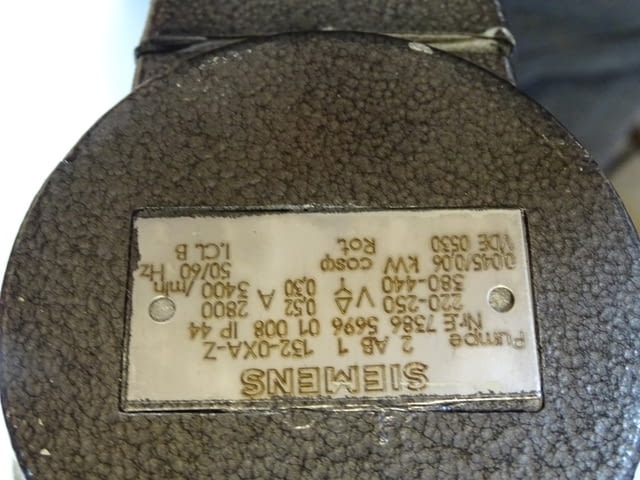 SIEMENS
Pumpe 2 AB 1 132-0XA-Z
Nr.E 7386 5696 01 008 IP 44
220-250 V △ 0,52 A 2800
380-440 Y 0,30 3400 /min
0,045/0,06 kW cosφ 50/60 Hz
VDE 0530 Rot. I.CL B